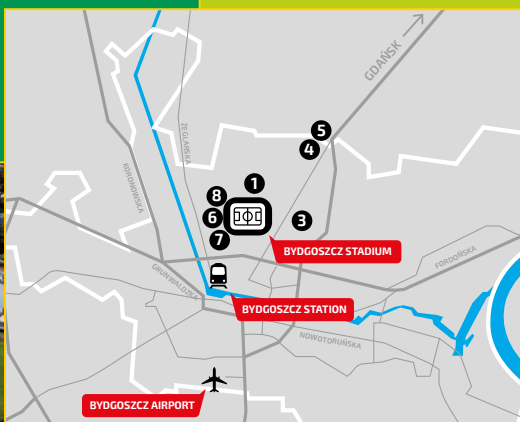 GDAŃSK
5
4
ŻEGLARSKA
KORONOWSKA
1
8
6
3
7
BYDGOSZCZ STADIUM
FORDOŃSKA
GRUNWALDZKA
BYDGOSZCZ STATION
NOWOTORUŃSKA
BYDGOSZCZ AIRPORT